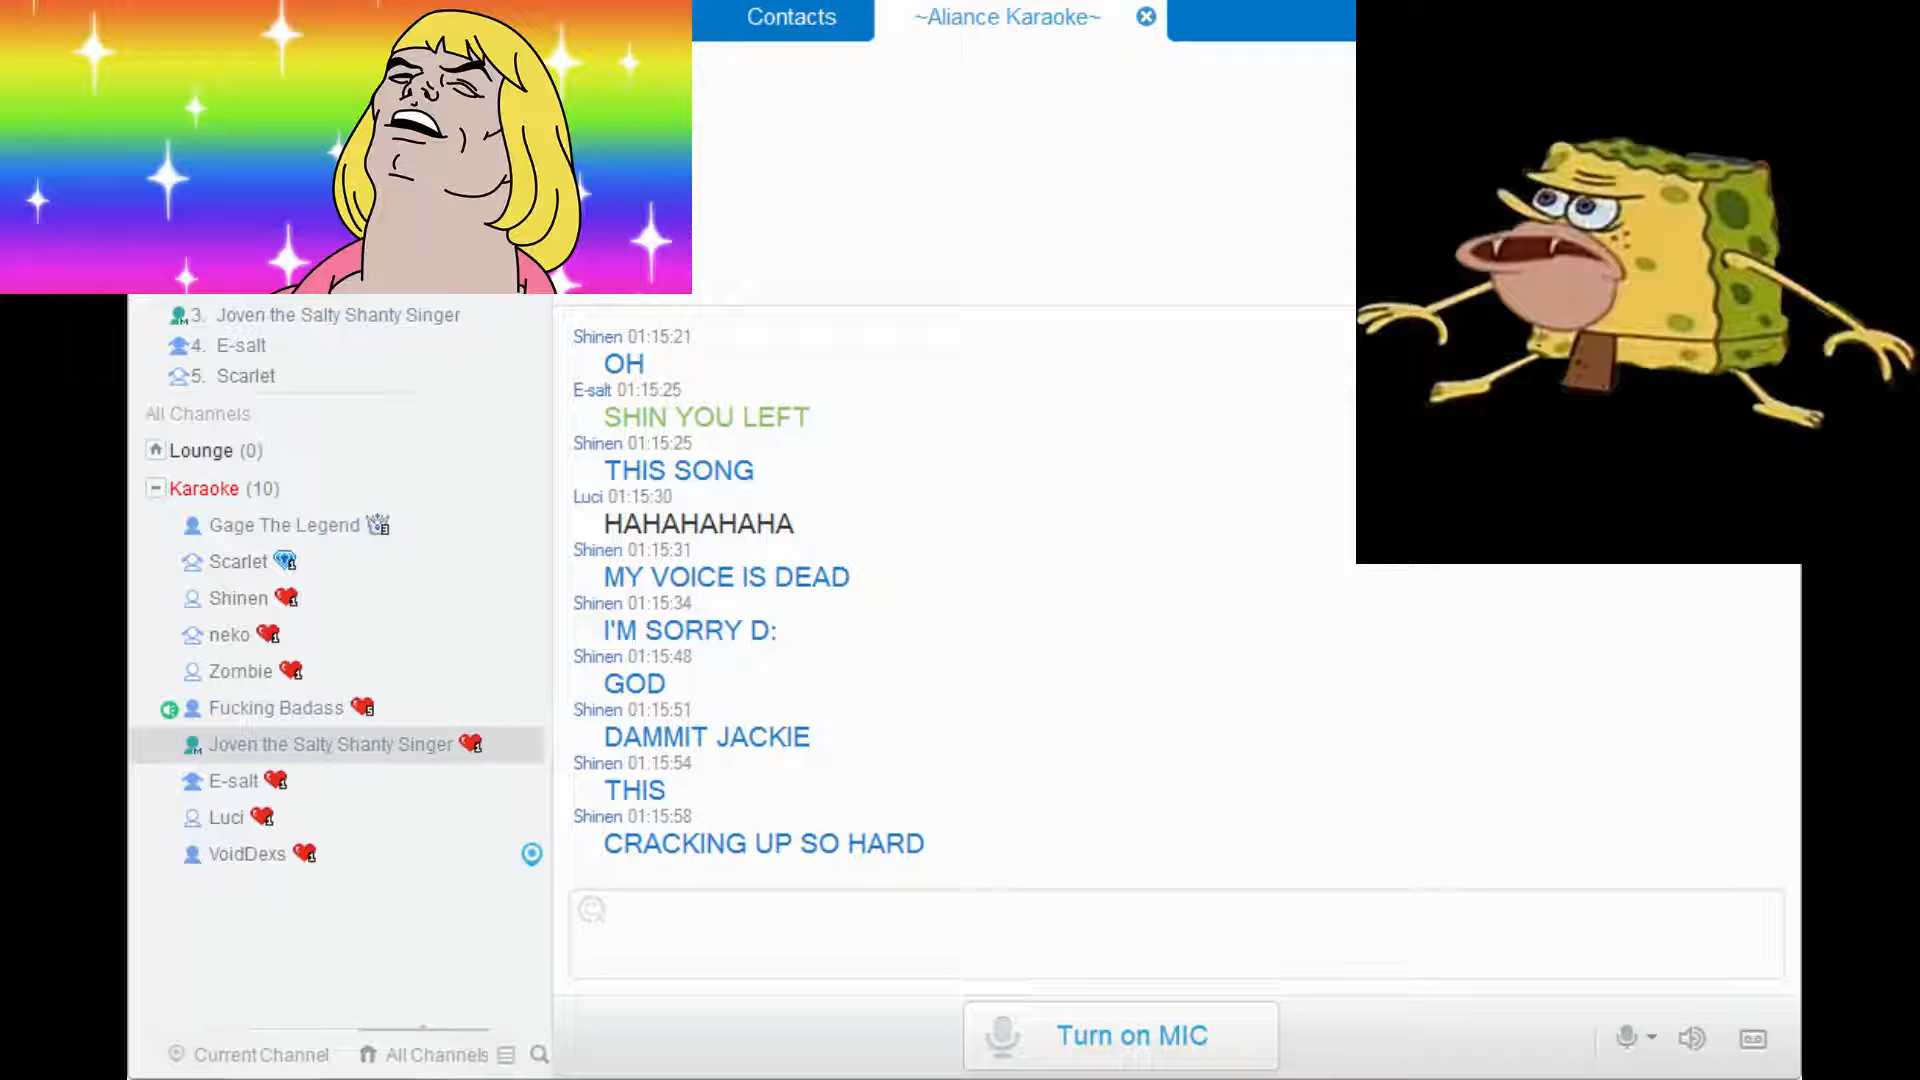 Contacts
~Aliance Karaoke~
3. Joven the Salty Shanty Singer
4. E-salt
5. Scarlet
All Channels
Lounge (0)
Karaoke (10)
Gage The Legend
Scarlet
Shinen
neko
Zombie
Fucking Badass
Joven the Salty Shanty Singer
E-salt
Luci
VoidDexs
Current Channel
All Channels
Shinen 01:15:21
OH
E-salt 01:15:25
SHIN YOU LEFT
Shinen 01:15:25
THIS SONG
Luci 01:15:30
HAHAHAHAHA
Shinen 01:15:31
MY VOICE IS DEAD
Shinen 01:15:34
I'M SORRY D:
Shinen 01:15:48
GOD
Shinen 01:15:51
DAMMIT JACKIE
Shinen 01:15:54
THIS
Shinen 01:15:58
CRACKING UP SO HARD
Turn on MIC